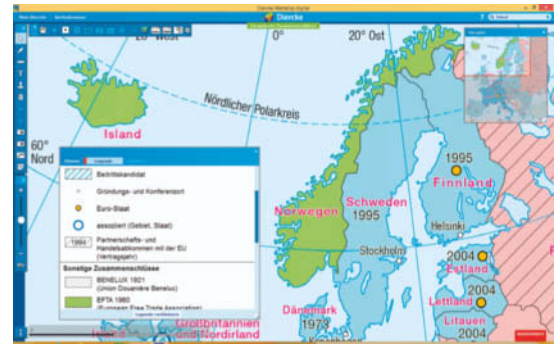 Diercke
20° West
0°
20° Ost
Nördlicher Polarkreis
Island
60°
Nord
Legende
Beitrittskandidat
Gründungs- und Konferenzort
Euro-Staat
assoziiert (Gebiet, Staat)
1994
Partnerschafts- und
Handelsabkommen mit der EU
(Vertragsjahr)
Sonstige Zusammenschlüsse
BENELUX 1921
(Union Douanière Benelux)
EFTA 1960
(European Free Trade Association)
Norwegen
Schweden
1995
1995
Finnland
Helsinki
Stockholm
2004
Estland
2004
Lettland
Litauen
2004
Dänemark
1973
Großbritannien
und Nordirland